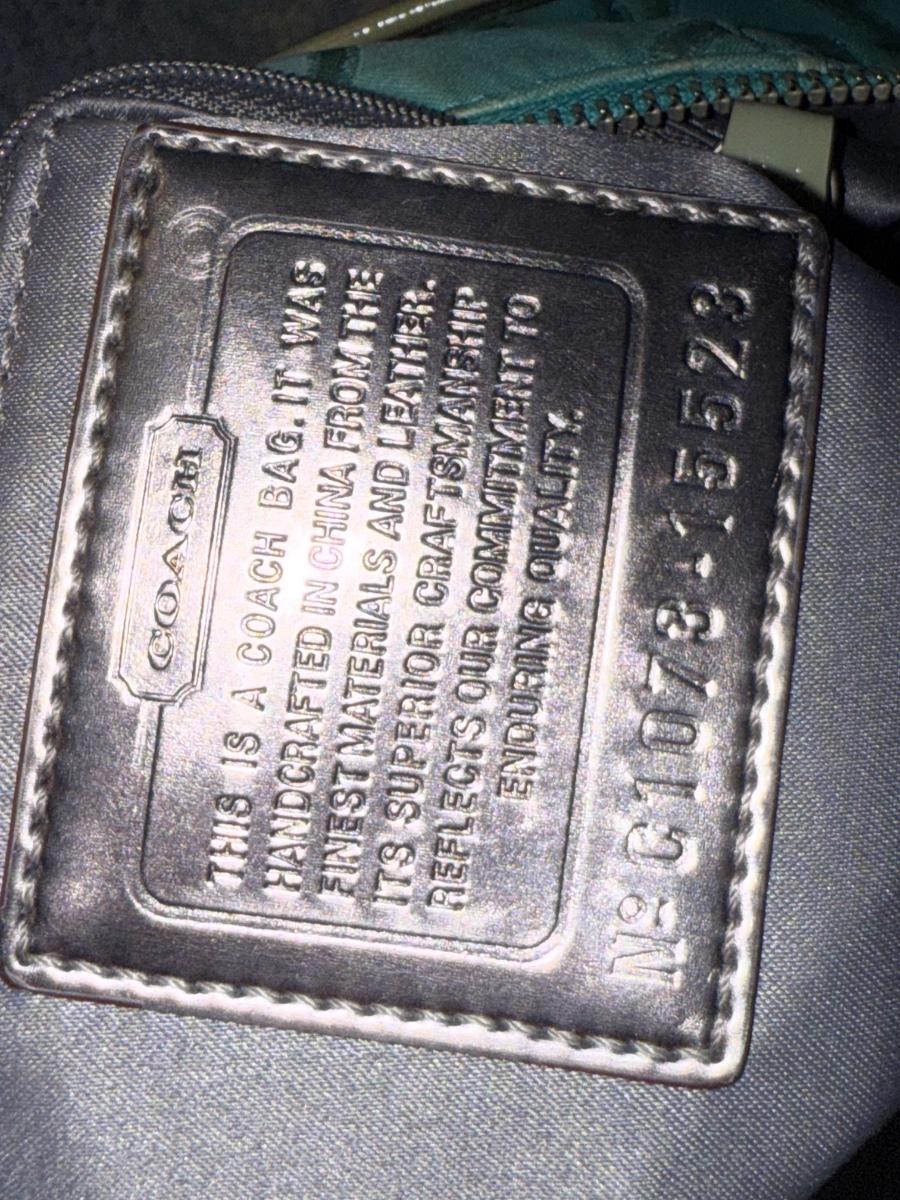 COACH
THIS IS A COACH BAG. IT WAS
HANDCRAFTED IN CHINA FROM THE
FINEST MATERIALS AND LEATHER.
ITS SUPERIOR CRAFTSMANSHIP
REFLECTS OUR COMMITMENT TO
ENDURING QUALITY.
Nº C1073-15523